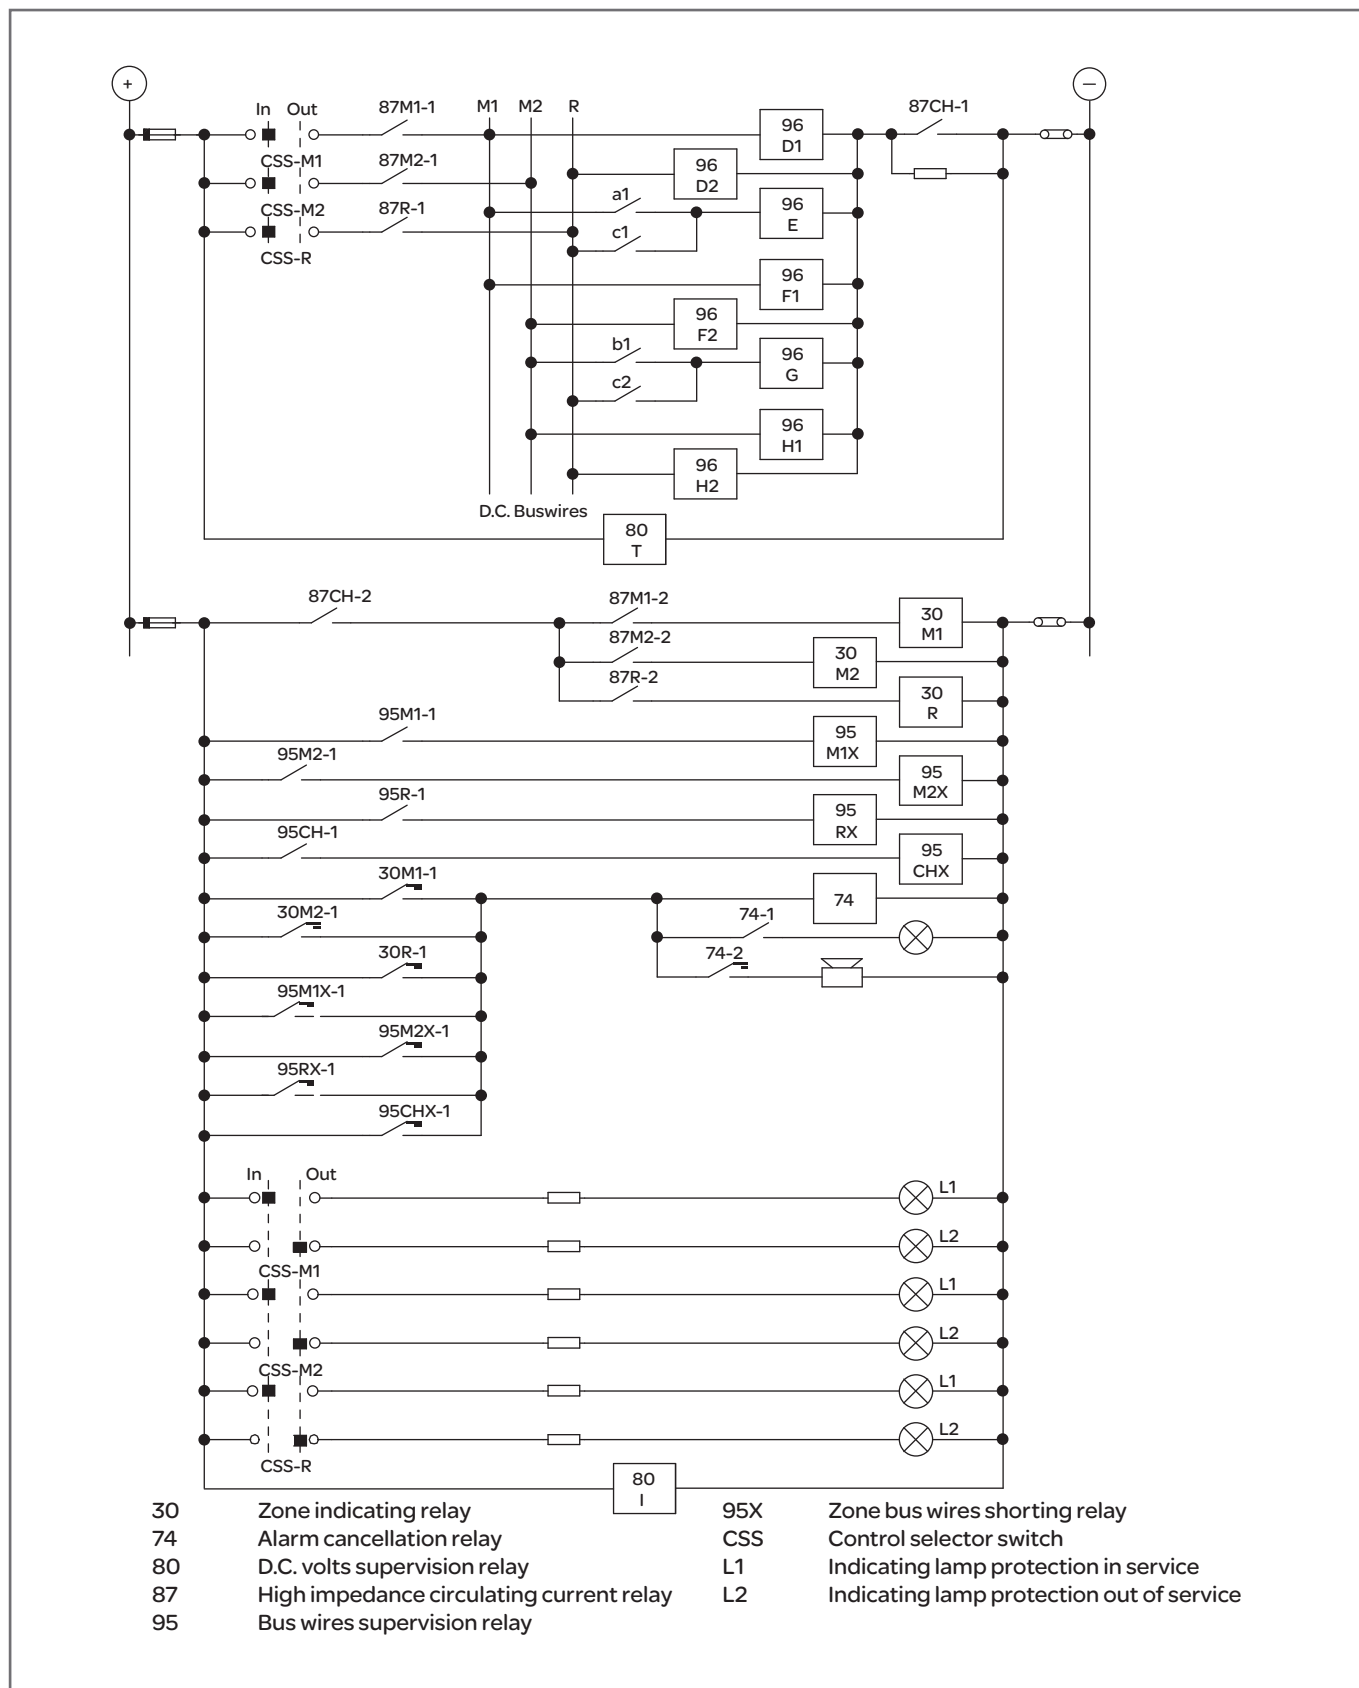 +
−
In Out 87M1-1 M1 M2 R 87CH-1
96
D1
CSS-M1
87M2-1
96
D2
CSS-M2
87R-1
a1
96
E
c1
CSS-R
96
F1
96
F2
b1
96
G
c2
96
H1
96
H2
D.C. Buswires
80
T
87CH-2
87M1-2
30
M1
87M2-2
30
M2
87R-2
30
R
95M1-1
95
M1X
95M2-1
95
M2X
95R-1
95
RX
95CH-1
95
CHX
30M1-1
74
30M2-1
74-1
30R-1
74-2
95M1X-1
95M2X-1
95RX-1
95CHX-1
In Out
L1
L2
CSS-M1
L1
L2
CSS-M2
L1
L2
CSS-R
80
I
30 Zone indicating relay
74 Alarm cancellation relay
80 D.C. volts supervision relay
87 High impedance circulating current relay
95 Bus wires supervision relay
95X Zone bus wires shorting relay
CSS Control selector switch
L1 Indicating lamp protection in service
L2 Indicating lamp protection out of service